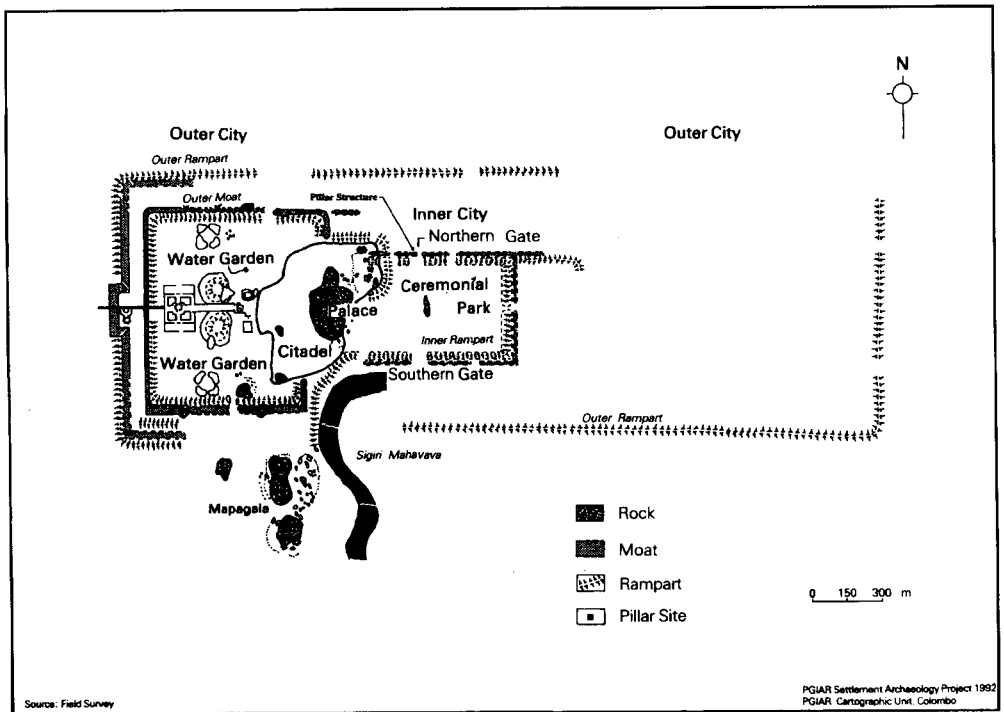 N
Outer City
Outer City
Outer Rampart
Outer Moat
Pillar Structure
Inner City
Northern Gate
Water Garden
Ceremonial
Park
Palace
Inner Rampart
Citadel
Water Garden
Southern Gate
Outer Rampart
Sigiri Mahavava
Mapagala
Rock
Moat
Rampart
Pillar Site
0 150 300 m
Source: Field Survey
PGIAR Settlement Archaeology Project 1992
PGIAR Cartographic Unit, Colombo